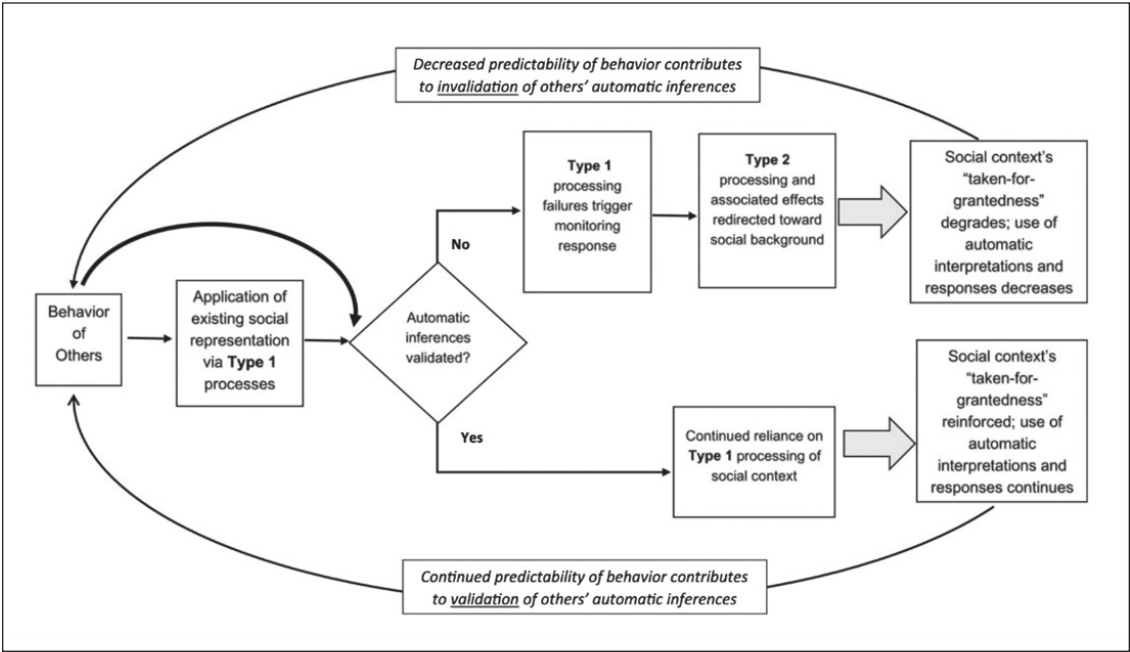 Decreased predictability of behavior contributes
to invalidation of others’ automatic inferences
Behavior
of
Others
Application of
existing social
representation
via Type 1
processes
Automatic
inferences
validated?
No
Type 1
processing
failures trigger
monitoring
response
Type 2
processing and
associated effects
redirected toward
social background
Social context’s
“taken-for-
grantedness”
degrades; use of
automatic
interpretations and
responses decreases
Yes
Continued reliance on
Type 1 processing of
social context
Social context’s
“taken-for-
grantedness”
reinforced; use of
automatic
interpretations and
responses continues
Continued predictability of behavior contributes
to validation of others’ automatic inferences